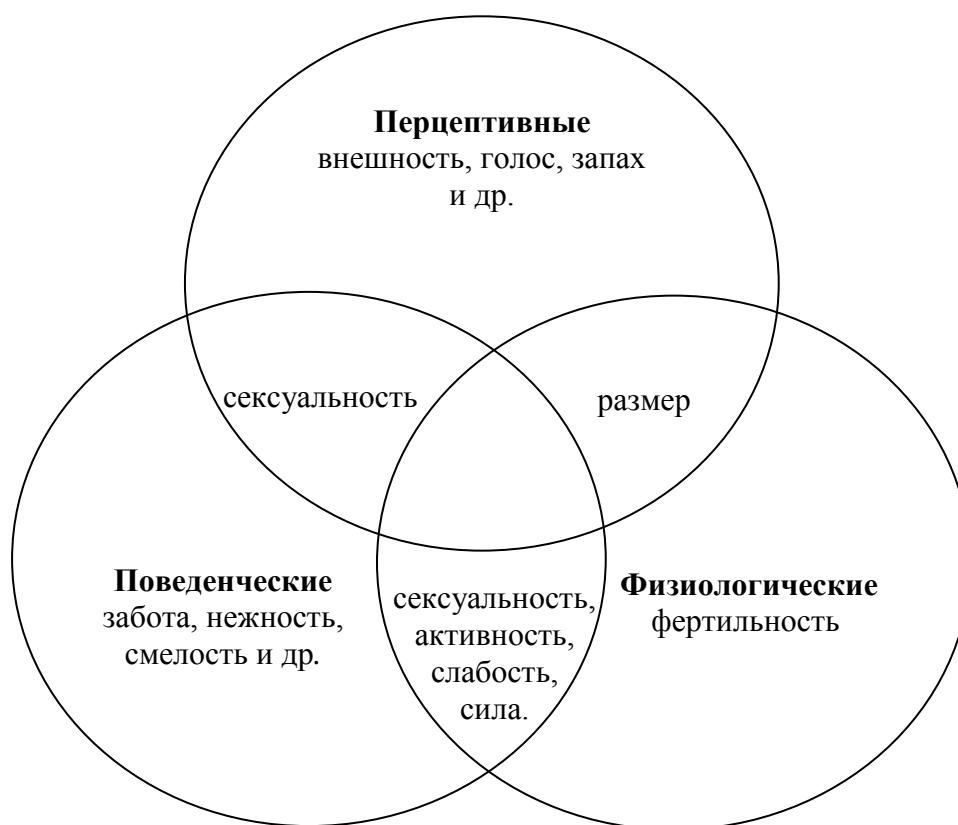 Перцептивные
внешность, голос, запах
и др.
сексуальность
размер
Поведенческие
забота, нежность,
смелость и др.
сексуальность,
активность,
слабость,
сила.
Физиологические
фертильность